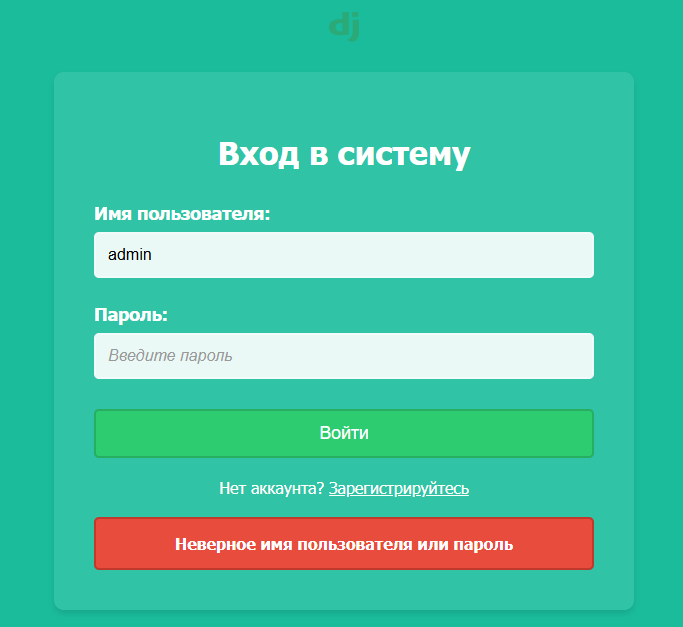 dj
Вход в систему
Имя пользователя:
admin
Пароль:
Введите пароль
Войти
Нет аккаунта? Зарегистрируйтесь
Неверное имя пользователя или пароль